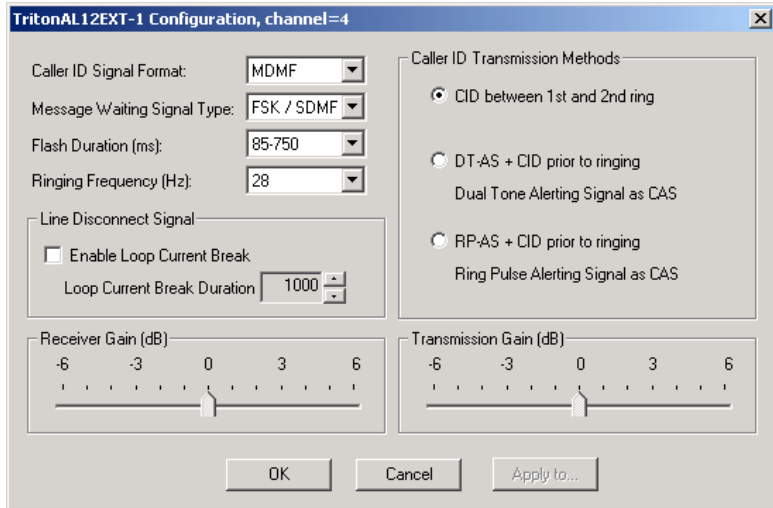 TritonAL12EXT-1 Configuration, channel=4
Caller ID Signal Format:
MDMF
Message Waiting Signal Type:
FSK / SDMF
Flash Duration (ms):
85-750
Ringing Frequency (Hz):
28
Line Disconnect Signal
Enable Loop Current Break
Loop Current Break Duration
1000
Caller ID Transmission Methods
CID between 1st and 2nd ring
DT-AS + CID prior to ringing
Dual Tone Alerting Signal as CAS
RP-AS + CID prior to ringing
Ring Pulse Alerting Signal as CAS
Receiver Gain (dB)
-6 -3 0 3 6
Transmission Gain (dB)
-6 -3 0 3 6
OK
Cancel
Apply to...